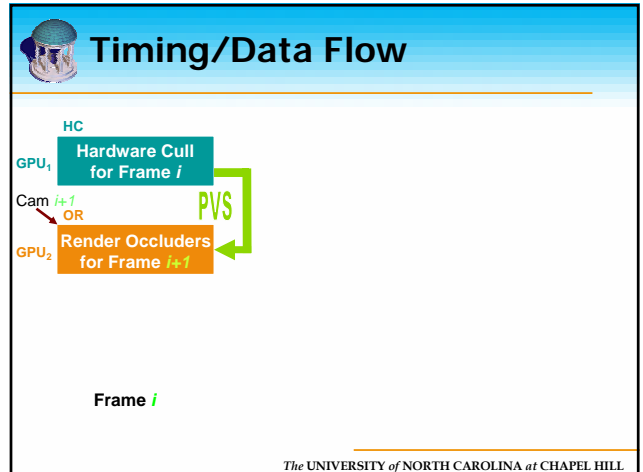 Timing/Data Flow
HC
GPU₁
Hardware Cull
for Frame i
Cam i+1
PVS
OR
GPU₂
Render Occluders
for Frame i+1
Frame i
The UNIVERSITY of NORTH CAROLINA at CHAPEL HILL